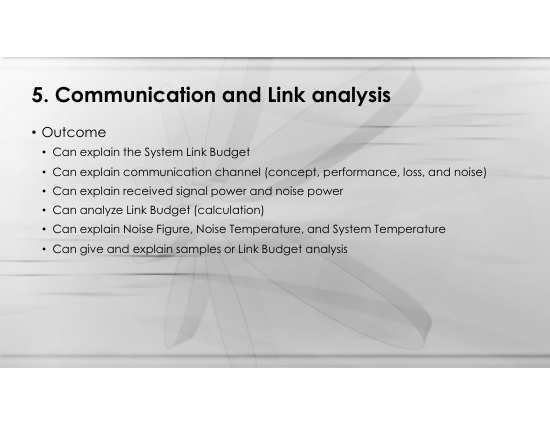 5. Communication and Link analysis
• Outcome
• Can explain the System Link Budget
• Can explain communication channel (concept, performance, loss, and noise)
• Can explain received signal power and noise power
• Can analyze Link Budget (calculation)
• Can explain Noise Figure, Noise Temperature, and System Temperature
• Can give and explain samples or Link Budget analysis